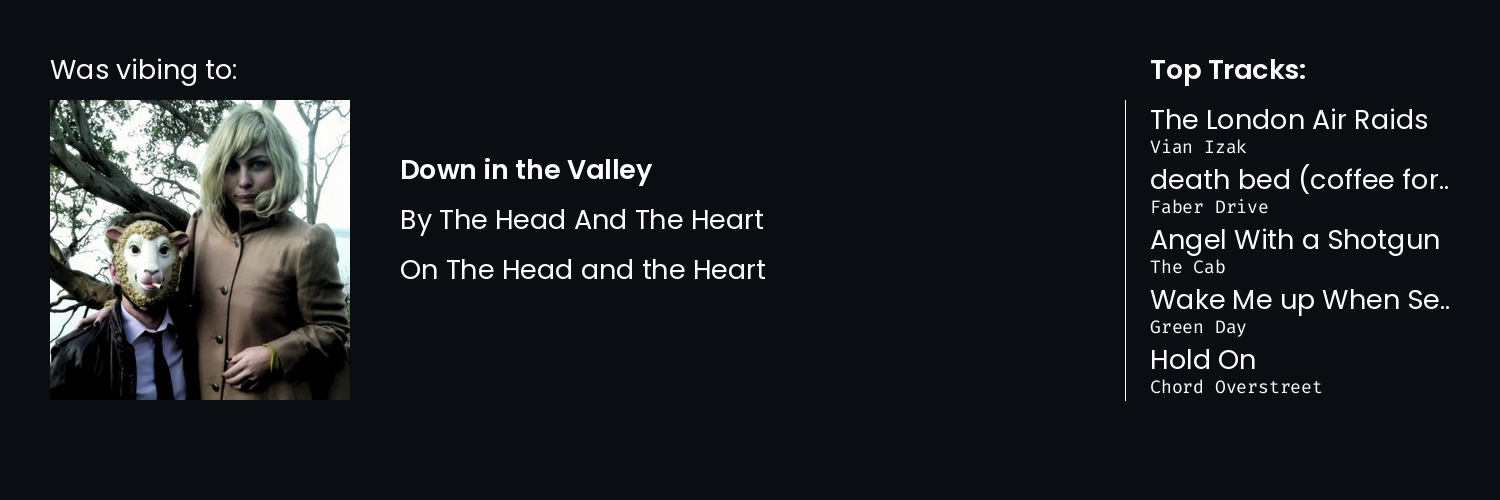 Was vibing to:
Down in the Valley
By The Head And The Heart
On The Head and the Heart
Top Tracks:
The London Air Raids
Vian Izak
death bed (coffee for..
Faber Drive
Angel With a Shotgun
The Cab
Wake Me up When Se..
Green Day
Hold On
Chord Overstreet